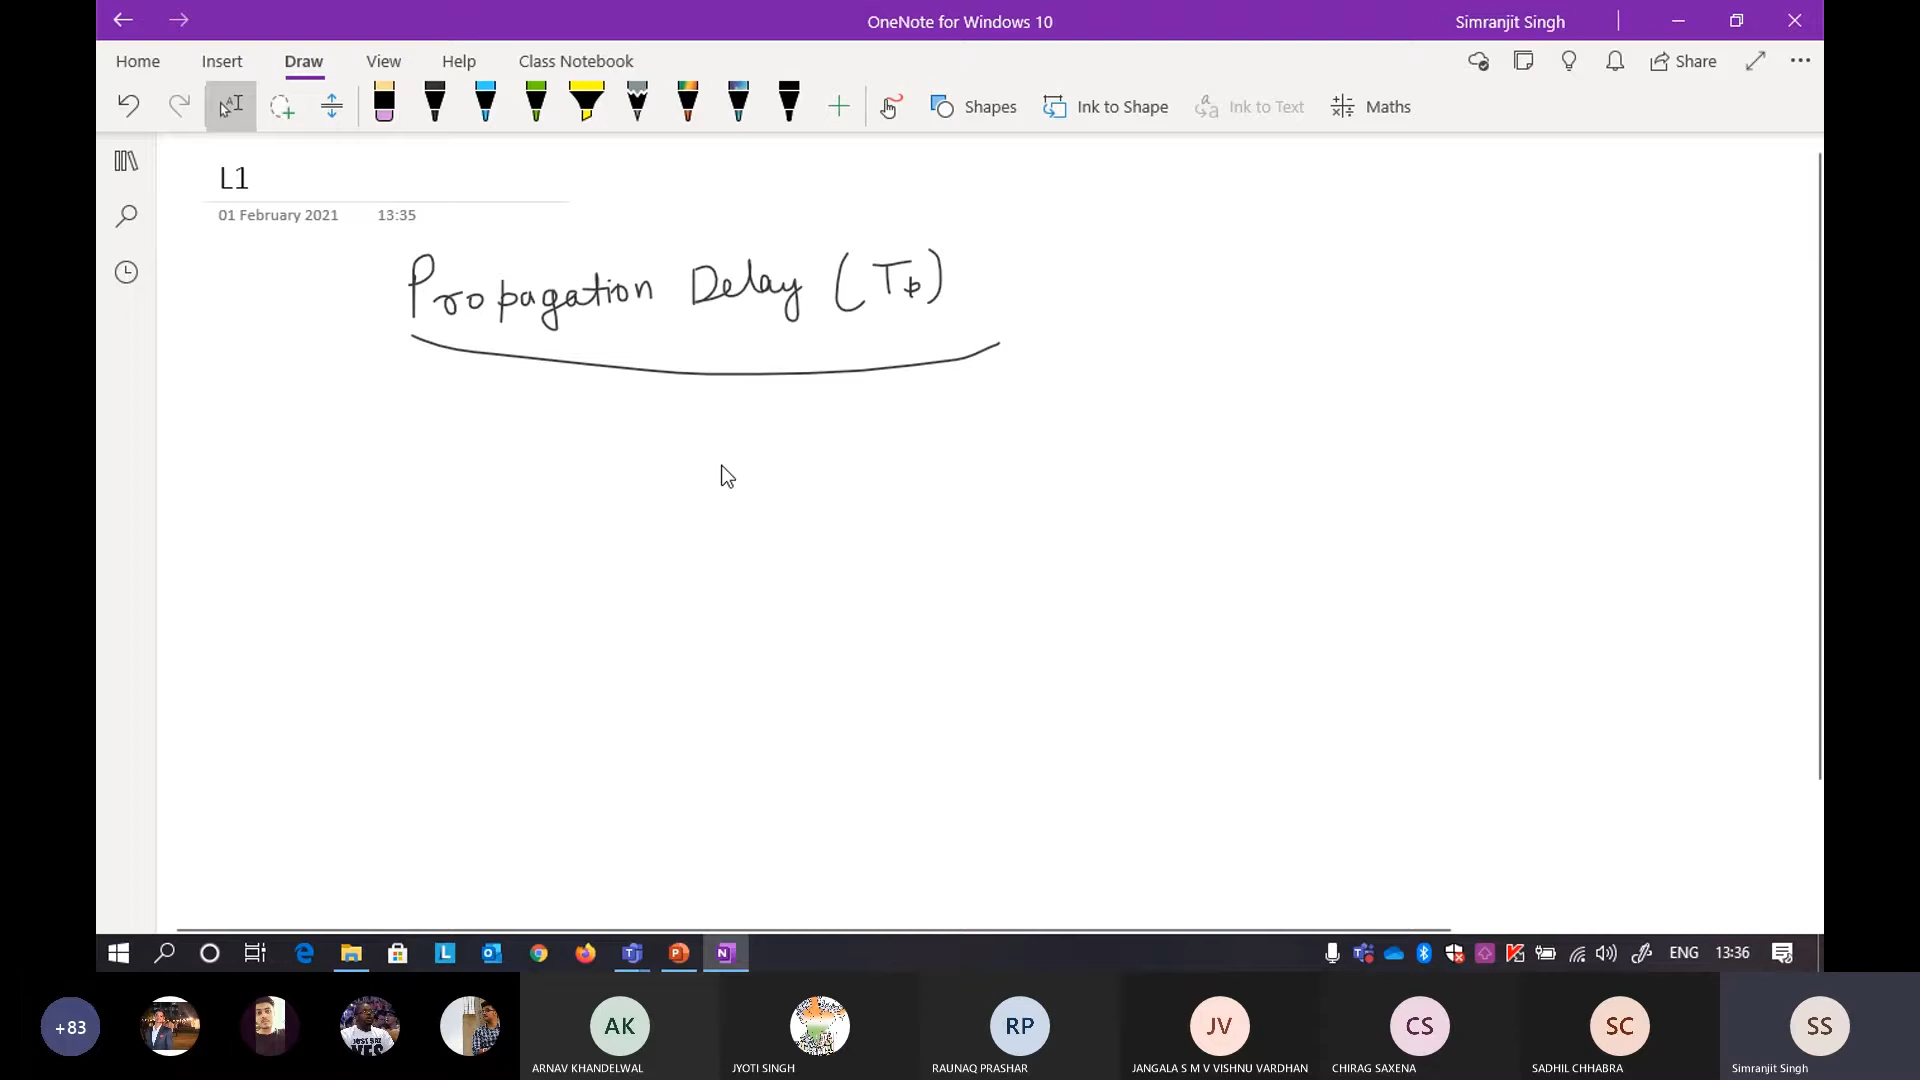 OneNote for Windows 10
Simranjit Singh
Home Insert Draw View Help Class Notebook
Share
Shapes Ink to Shape Ink to Text Maths
L1
01 February 2021 13:35
Propagation Delay (Tp)
ENG 13:36
+83
AK RP JV CS SC SS
ARNAV KHANDELWAL JYOTI SINGH RAUNAQ PRASHAR JANGALA S M V VISHNU VARDHAN CHIRAG SAXENA SADHIL CHHABRA Simranjit Singh